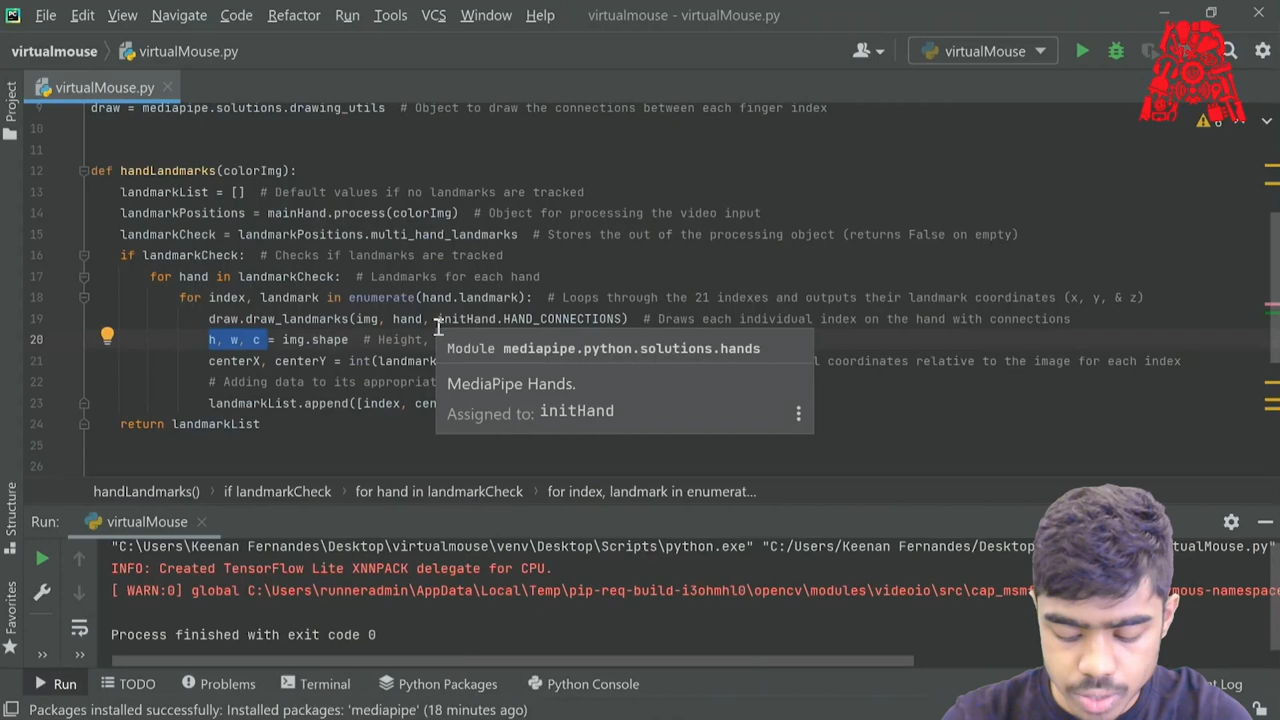 File Edit View Navigate Code Refactor Run Tools VCS Window Help virtualmouse - virtualMouse.py
virtualmouse virtualMouse.py virtualMouse
virtualMouse.py
Project
9 draw = mediapipe.solutions.drawing_utils # Object to draw the connections between each finger index
10
11
12 def handLandmarks(colorImg):
13 landmarkList = [] # Default values if no landmarks are tracked
14 landmarkPositions = mainHand.process(colorImg) # Object for processing the video input
15 landmarkCheck = landmarkPositions.multi_hand_landmarks # Stores the out of the processing object (returns False on empty)
16 if landmarkCheck: # Checks if landmarks are tracked
17 for hand in landmarkCheck: # Landmarks for each hand
18 for index, landmark in enumerate(hand.landmark): # Loops through the 21 indexes and outputs their landmark coordinates (x, y, & z)
19 draw.draw_landmarks(img, hand, initHand.HAND_CONNECTIONS) # Draws each individual index on the hand with connections
20 h, w, c = img.shape # Height,
21 centerX, centerY = int(landmark coordinates relative to the image for each index
22 # Adding data to its appropriat
23 landmarkList.append([index, cen
24 return landmarkList
25
26
Module mediapipe.python.solutions.hands
MediaPipe Hands.
Assigned to: initHand
handLandmarks() if landmarkCheck for hand in landmarkCheck for index, landmark in enumerat...
Structure
Favorites
Run: virtualMouse
"C:\Users\Keenan Fernandes\Desktop\virtualmouse\venv\Desktop\Scripts\python.exe" "C:/Users/Keenan Fernandes/Desktop
INFO: Created TensorFlow Lite XNNPACK delegate for CPU.
[ WARN:0] global C:\Users\runneradmin\AppData\Local\Temp\pip-req-build-i3ohmhl0\opencv\modules\videoio\src\cap_msm
Process finished with exit code 0
Run TODO Problems Terminal Python Packages Python Console
Packages installed successfully: Installed packages: 'mediapipe' (18 minutes ago)